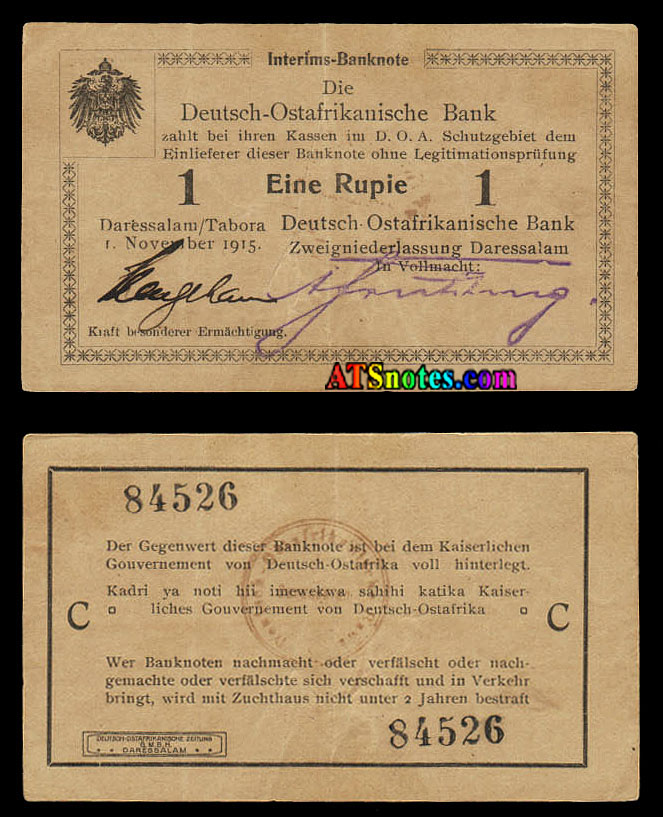 Interims-Banknote
Die
Deutsch-Ostafrikanische Bank
zahlt bei ihren Kassen im D. O. A. Schutzgebiet dem
Einlieferer dieser Banknote ohne Legitimationsprüfung
1 Eine Rupie 1
Daressalam/Tabora
1. November 1915.
Deutsch-Ostafrikanische Bank
Zweigniederlassung Daressalam
In Vollmacht:
Kraft besonderer Ermächtigung.
ATSnotes.com
84526
Der Gegenwert dieser Banknote ist bei dem Kaiserlichen
Gouvernement von Deutsch-Ostafrika voll hinterlegt.
Kadri ya noti hii imewekwa sahihi katika Kaiser-
liches Gouvernement von Deutsch-Ostafrika
C C
Wer Banknoten nachmacht oder verfälscht oder nach-
gemachte oder verfälschte sich verschafft und in Verkehr
bringt, wird mit Zuchthaus nicht unter 2 Jahren bestraft
84526
DEUTSCH-OSTAFRIKANISCHE ZEITUNG
G.M.B.H.
DARESSALAM